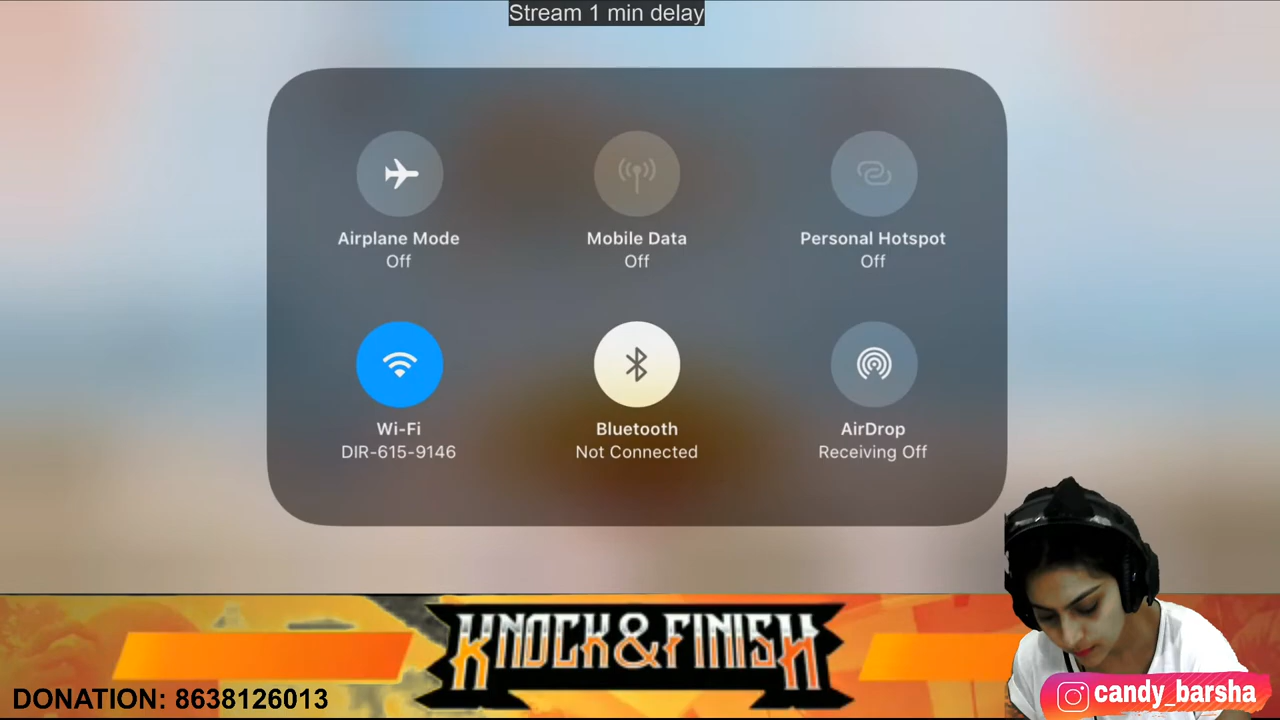 Stream 1 min delay
Airplane Mode
Off
Mobile Data
Off
Personal Hotspot
Off
Wi-Fi
DIR-615-9146
Bluetooth
Not Connected
AirDrop
Receiving Off
KNOCK&FINISH
DONATION: 8638126013
candy_barsha